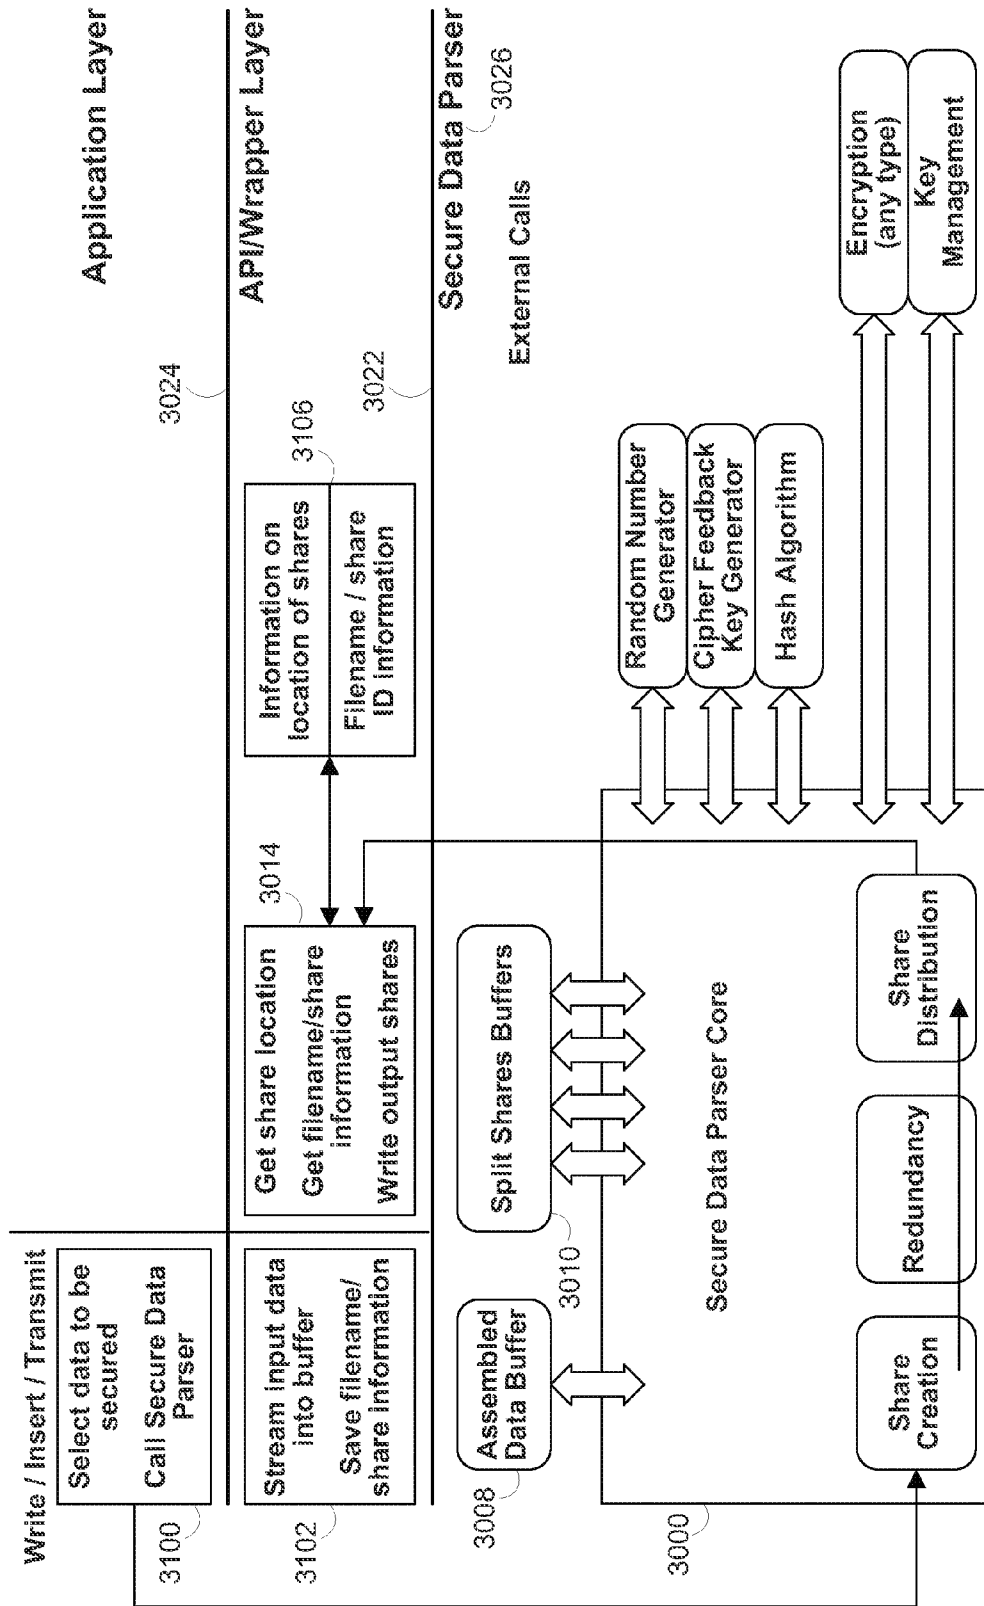 Write / Insert / Transmit
Application Layer
Select data to be
secured
Call Secure Data
Parser
3100
3024
API/Wrapper Layer
Stream input data
into buffer
Save filename/
share information
3102
Get share location
Get filename/share
information
Write output shares
3014
Information on
location of shares
Filename / share
ID information
3106
3022
Secure Data Parser
3026
External Calls
Assembled
Data Buffer
3008
Split Shares Buffers
3010
Random Number
Generator
Cipher Feedback
Key Generator
Hash Algorithm
Encryption
(any type)
Key
Management
3000
Secure Data Parser Core
Share
Creation
Redundancy
Share
Distribution